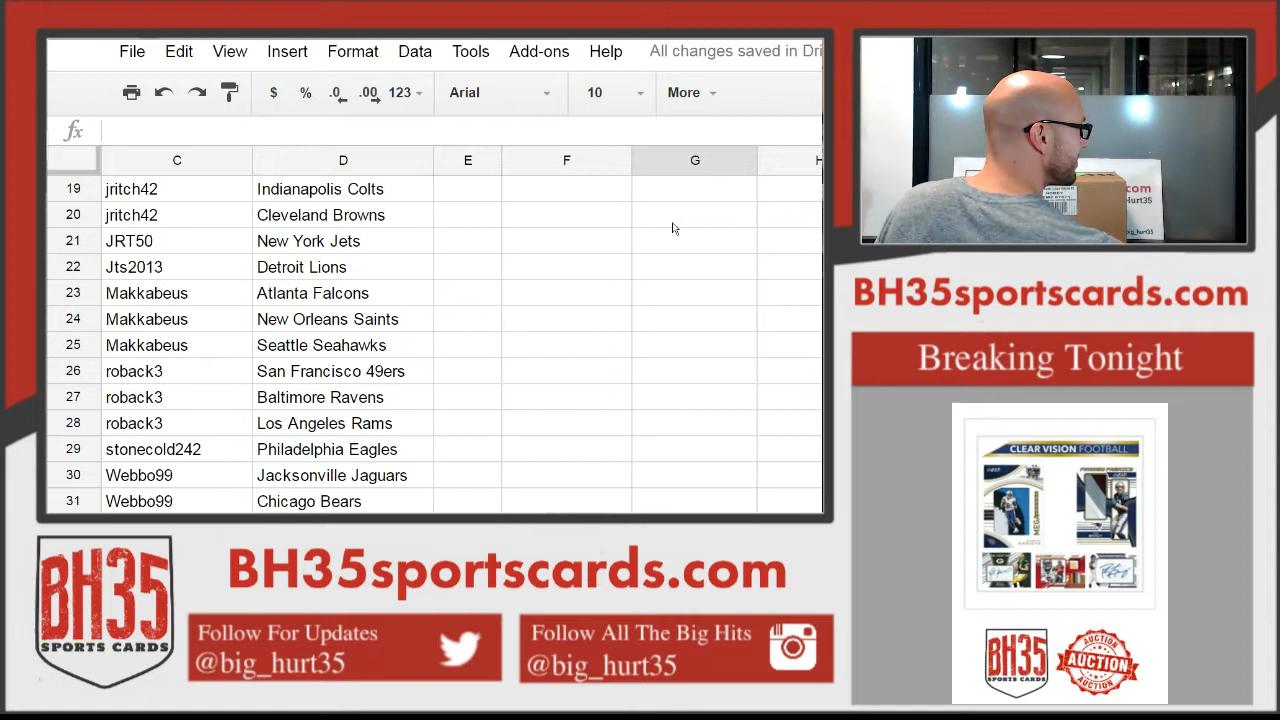 File Edit View Insert Format Data Tools Add-ons Help All changes saved in Dri
$ % .0 .00 123 Arial 10 More
fx
C D E F G H
19 jritch42 Indianapolis Colts
20 jritch42 Cleveland Browns
21 JRT50 New York Jets
22 Jts2013 Detroit Lions
23 Makkabeus Atlanta Falcons
24 Makkabeus New Orleans Saints
25 Makkabeus Seattle Seahawks
26 roback3 San Francisco 49ers
27 roback3 Baltimore Ravens
28 roback3 Los Angeles Rams
29 stonecold242 Philadelphia Eagles
30 Webbo99 Jacksonville Jaguars
31 Webbo99 Chicago Bears
.com
Hurt35
BH35sportscards.com
Breaking Tonight
CLEAR VISION FOOTBALL
BH35
SPORTS CARDS
AUCTION
AUCTION
AUCTION
BH35
SPORTS CARDS
BH35sportscards.com
Follow For Updates
@big_hurt35
Follow All The Big Hits
@big_hurt35